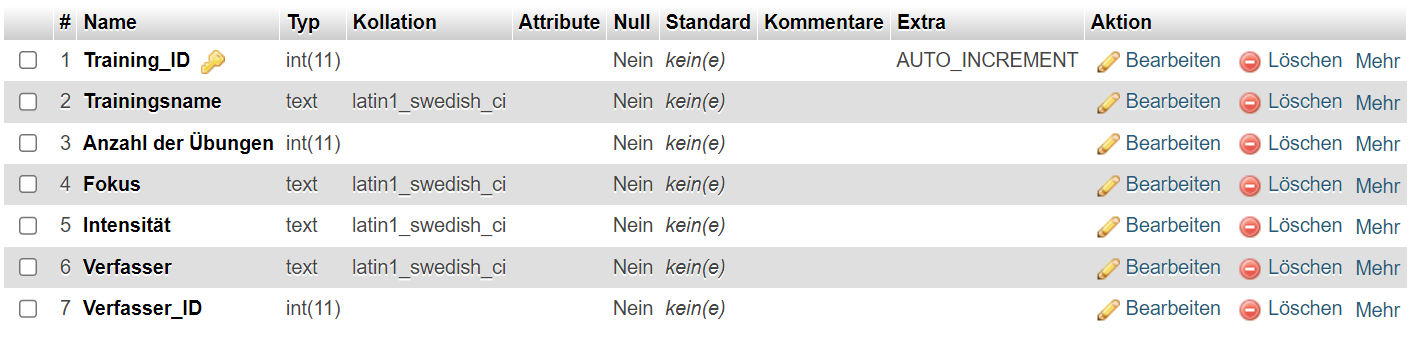 # Name Typ Kollation Attribute Null Standard Kommentare Extra Aktion
1 Training_ID int(11) Nein kein(e) AUTO_INCREMENT Bearbeiten Löschen Mehr
2 Trainingsname text latin1_swedish_ci Nein kein(e) Bearbeiten Löschen Mehr
3 Anzahl der Übungen int(11) Nein kein(e) Bearbeiten Löschen Mehr
4 Fokus text latin1_swedish_ci Nein kein(e) Bearbeiten Löschen Mehr
5 Intensität text latin1_swedish_ci Nein kein(e) Bearbeiten Löschen Mehr
6 Verfasser text latin1_swedish_ci Nein kein(e) Bearbeiten Löschen Mehr
7 Verfasser_ID int(11) Nein kein(e) Bearbeiten Löschen Mehr